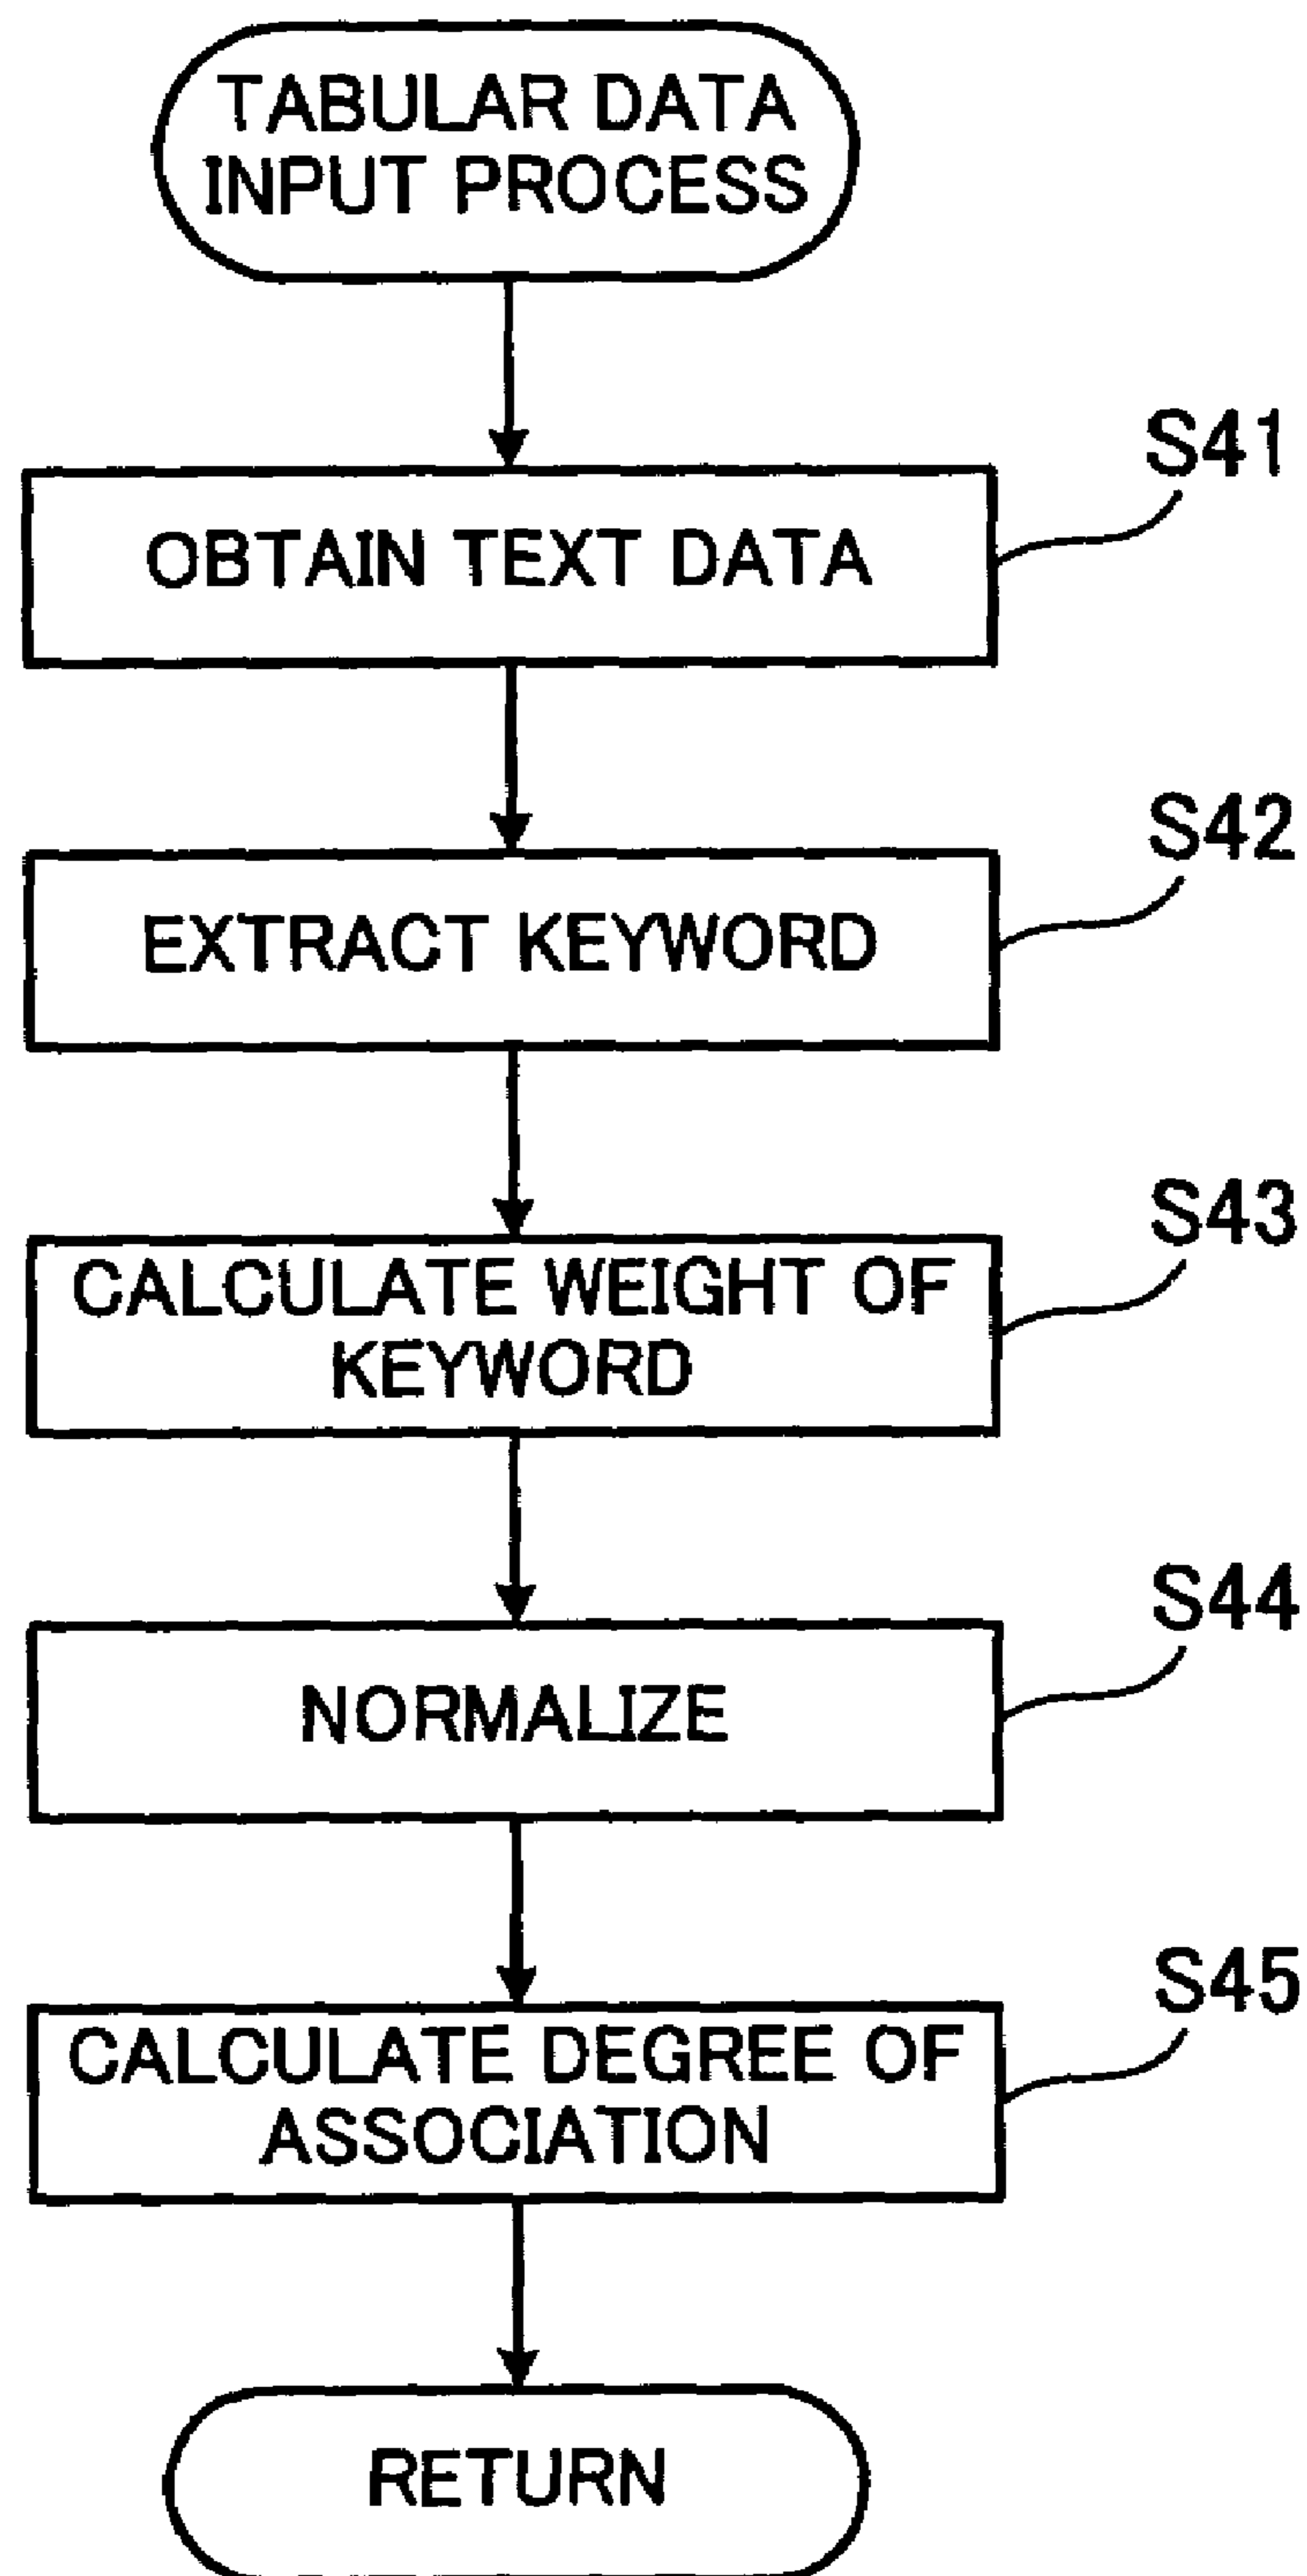 TABULAR DATA
INPUT PROCESS
S41
OBTAIN TEXT DATA
S42
EXTRACT KEYWORD
S43
CALCULATE WEIGHT OF
KEYWORD
S44
NORMALIZE
S45
CALCULATE DEGREE OF
ASSOCIATION
RETURN